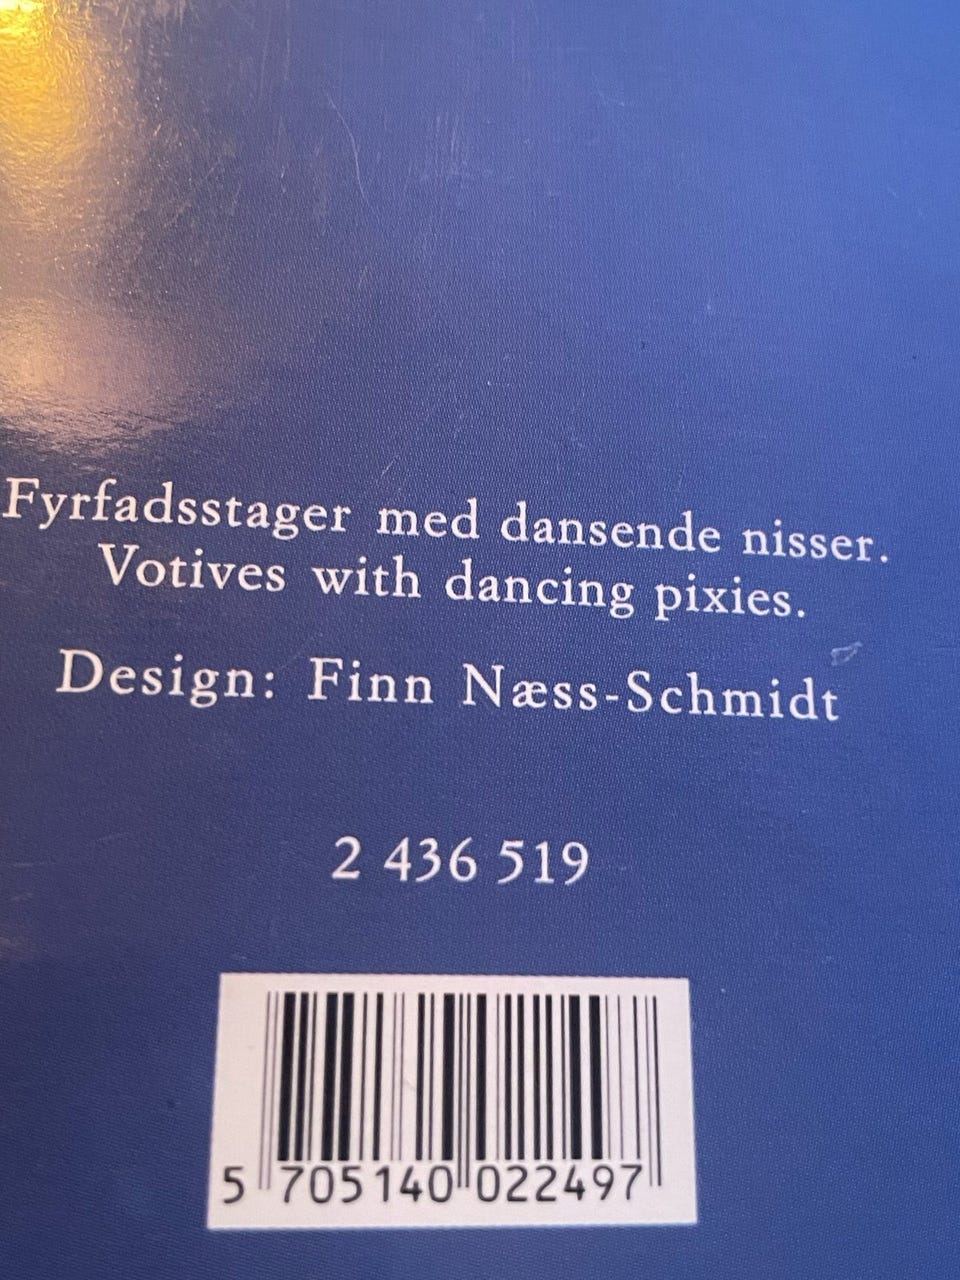 Fyrfadsstager med dansende nisser.
Votives with dancing pixies.
Design: Finn Næss-Schmidt
2 436 519
5 705140 022497